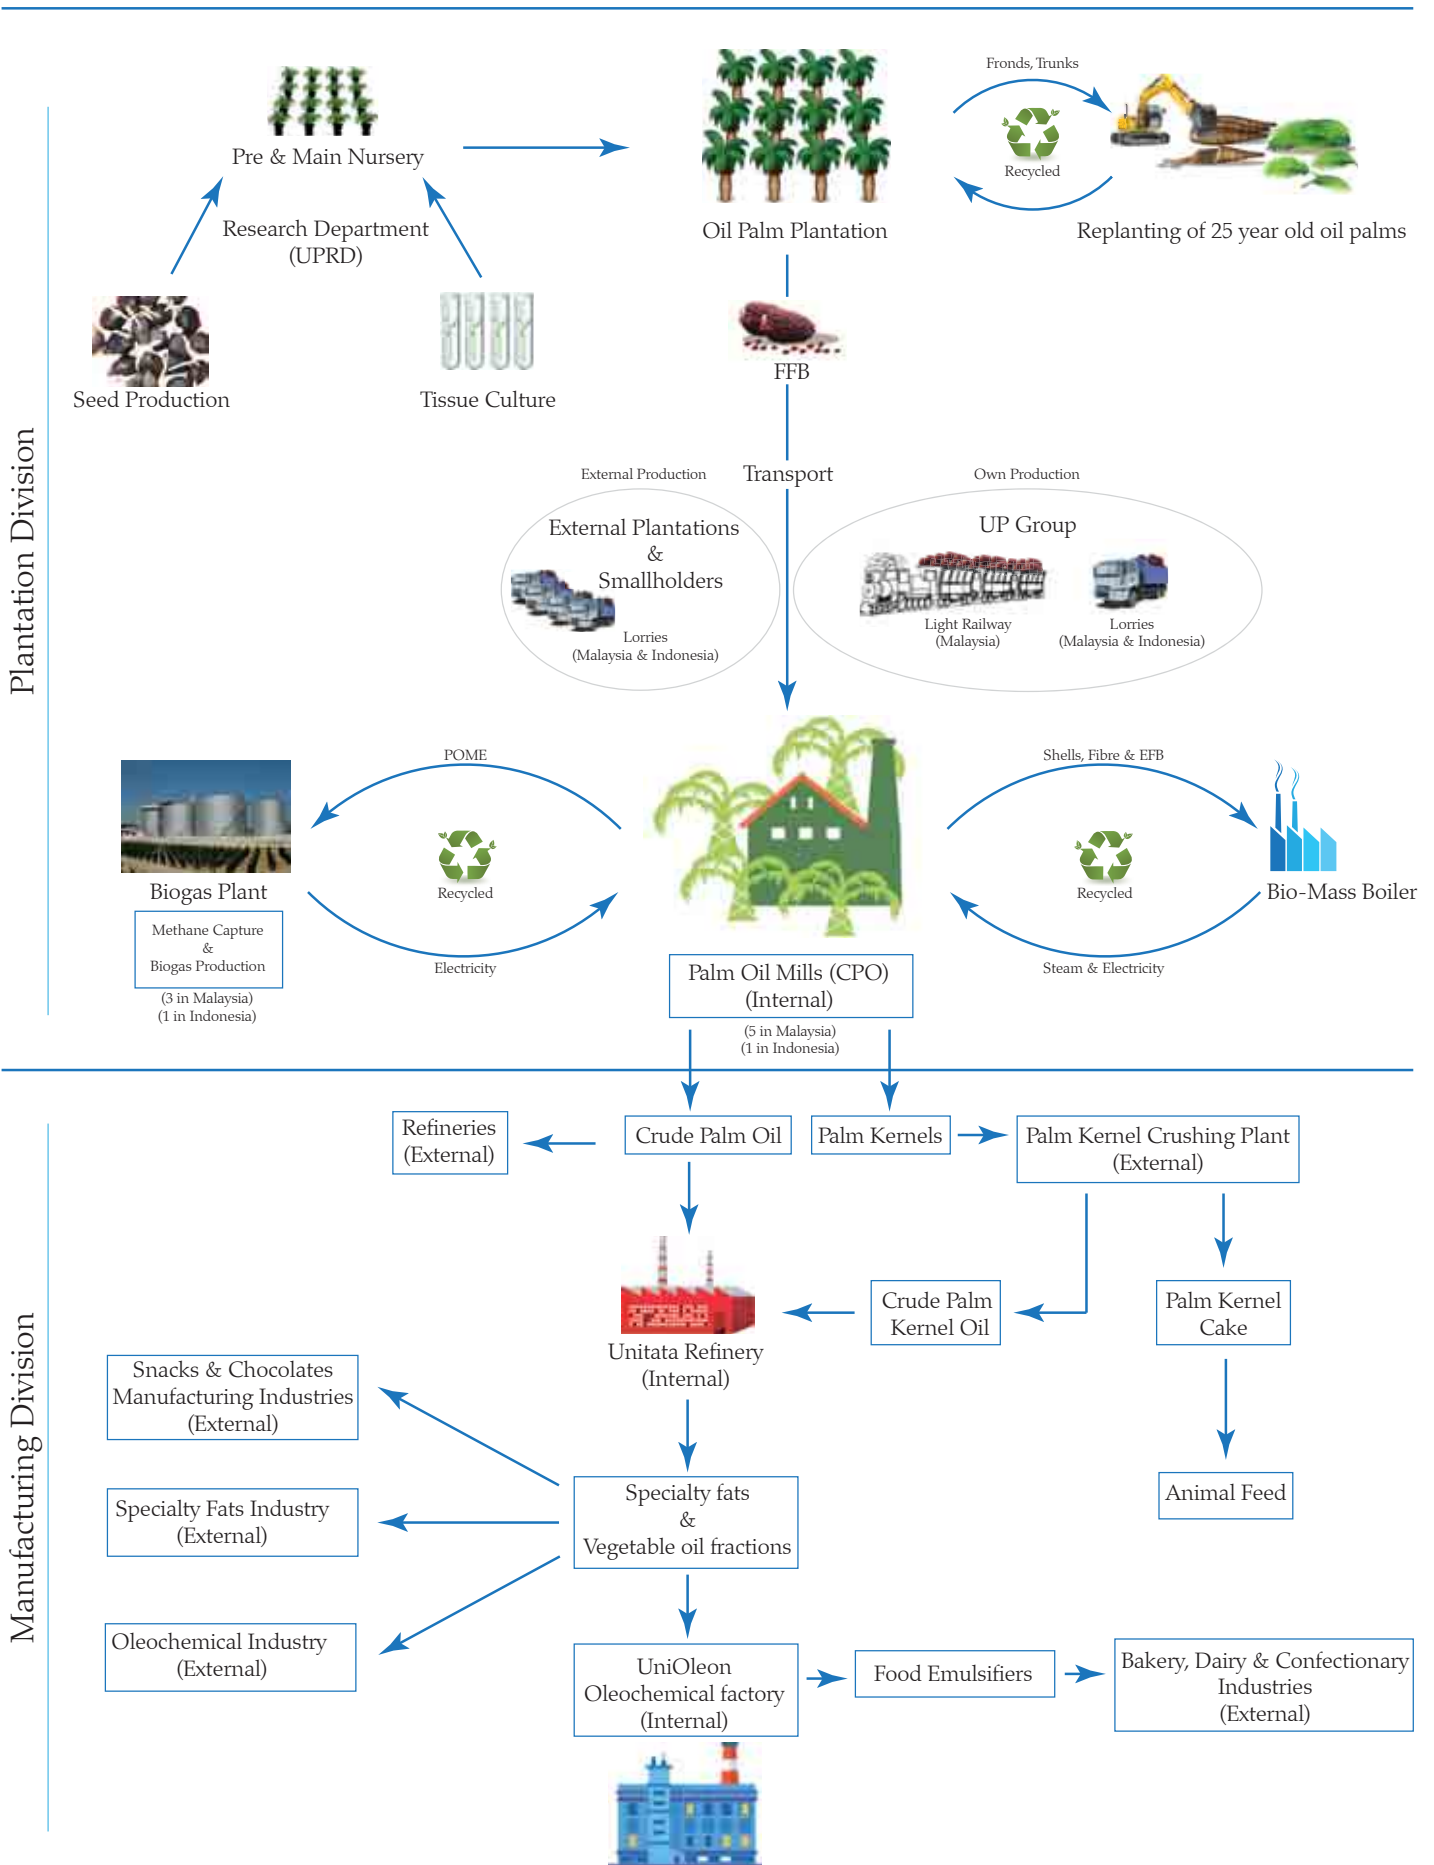 Plantation Division
Fronds, Trunks
Recycled
Pre & Main Nursery
Research Department
(UPRD)
Oil Palm Plantation
Replanting of 25 year old oil palms
Seed Production
Tissue Culture
FFB
Transport
External Production
Own Production
External Plantations
&
Smallholders
Lorries
(Malaysia & Indonesia)
UP Group
Light Railway
(Malaysia)
Lorries
(Malaysia & Indonesia)
POME
Recycled
Electricity
Shells, Fibre & EFB
Recycled
Steam & Electricity
Biogas Plant
Methane Capture
&
Biogas Production
(3 in Malaysia)
(1 in Indonesia)
Bio-Mass Boiler
Palm Oil Mills (CPO)
(Internal)
(5 in Malaysia)
(1 in Indonesia)
Manufacturing Division
Refineries
(External)
Crude Palm Oil
Palm Kernels
Palm Kernel Crushing Plant
(External)
Crude Palm
Kernel Oil
Palm Kernel
Cake
Unitata Refinery
(Internal)
Snacks & Chocolates
Manufacturing Industries
(External)
Specialty Fats Industry
(External)
Oleochemical Industry
(External)
Specialty fats
&
Vegetable oil fractions
Animal Feed
UniOleon
Oleochemical factory
(Internal)
Food Emulsifiers
Bakery, Dairy & Confectionary
Industries
(External)